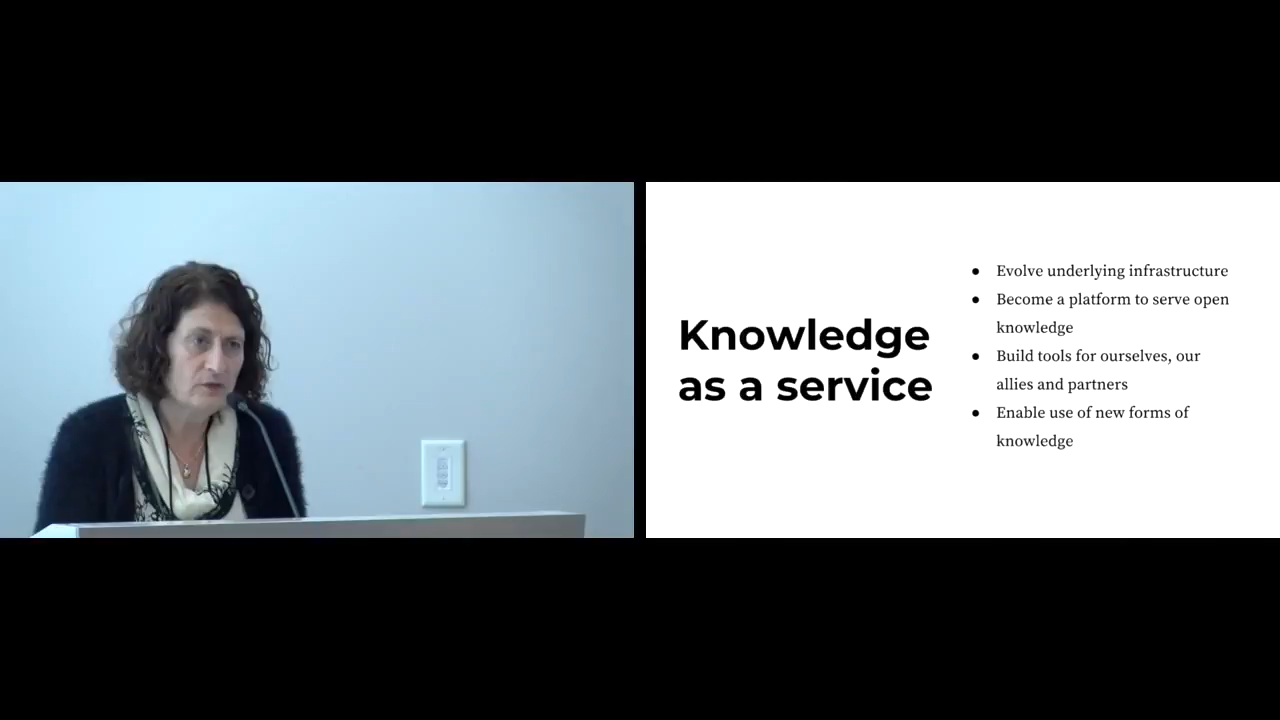 Knowledge
as a service
● Evolve underlying infrastructure
● Become a platform to serve open
knowledge
● Build tools for ourselves, our
allies and partners
● Enable use of new forms of
knowledge